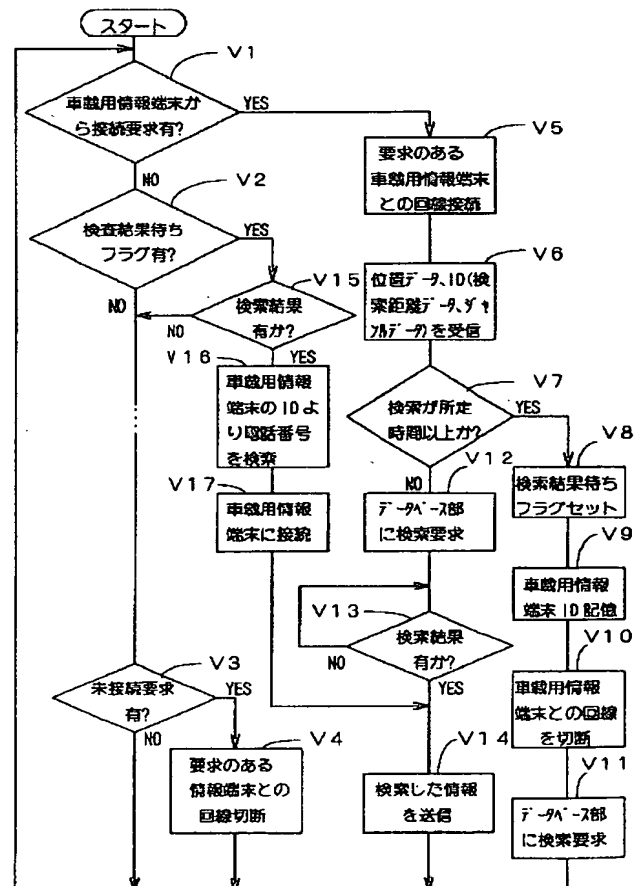 スタート
V1
車載用情報端末か
ら接続要求有?
YES
NO
V2
検査結果待ち
フラグ有?
YES
NO
V15
検索結果
有か?
NO
YES
V16
車載用情報
端末のIDよ
り電話番号
を検索
V17
車載用情報
端末に接続
V3
未接続要求
有?
YES
NO
V4
要求のある
情報端末との
回線切断
V5
要求のある
車載用情報端末
との回線接続
V6
位置データ、ID(検
索距離データ、ジャ
ンルデータ)を受信
V7
検索が所定
時間以上か?
YES
NO
V12
データベース部
に検索要求
V13
検索結果
有か?
NO
YES
V14
検索した情報
を送信
V8
検索結果待ち
フラグセット
V9
車載用情報
端末ID記憶
V10
車載用情報
端末との回線
を切断
V11
データベース部
に検索要求